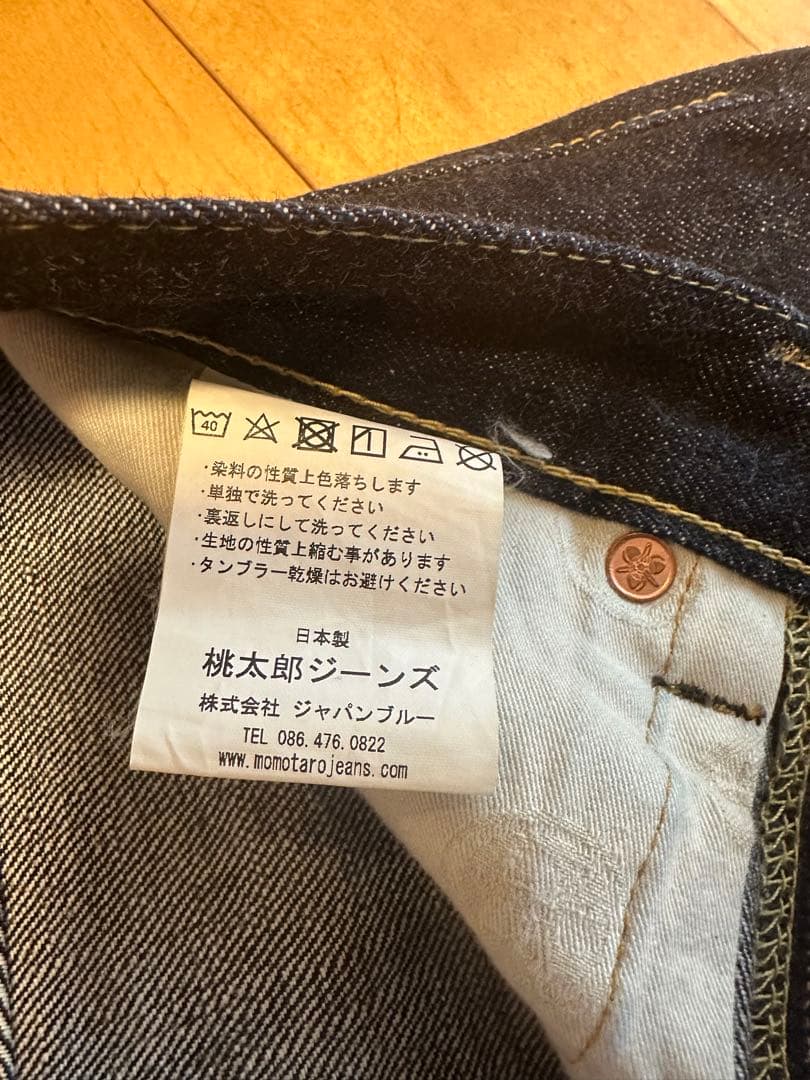 40
・染料の性質上色落ちします
・単独で洗ってください
・裏返しにして洗ってください
・生地の性質上縮む事があります
・タンブラー乾燥はお避けください
日本製
桃太郎ジーンズ
株式会社 ジャパンブルー
TEL 086.476.0822
www.momotarojeans.com